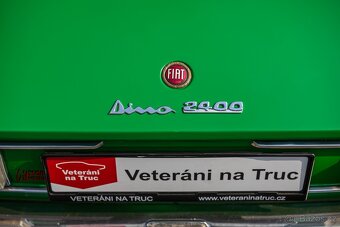 FIAT
Dino 2400
Veteráni
na Truc
Veteráni na Truc
VETERÁNI NA TRUC www.veteraninatruc.cz